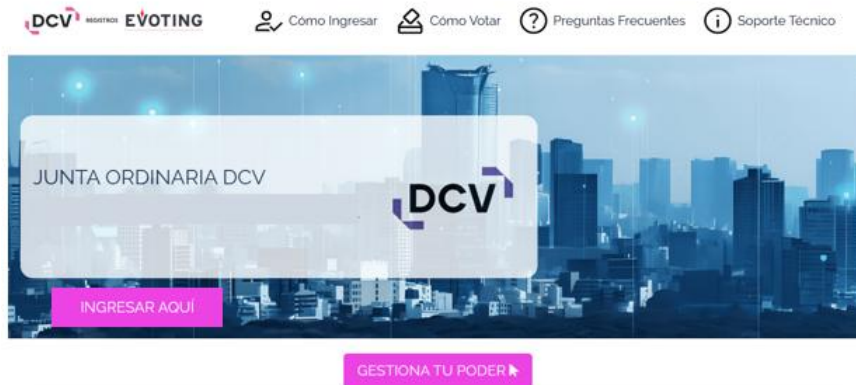 DCV REGISTROS EVOTING
Cómo Ingresar
Cómo Votar
Preguntas Frecuentes
Soporte Técnico
JUNTA ORDINARIA DCV
DCV
INGRESAR AQUÍ
GESTIONA TU PODER